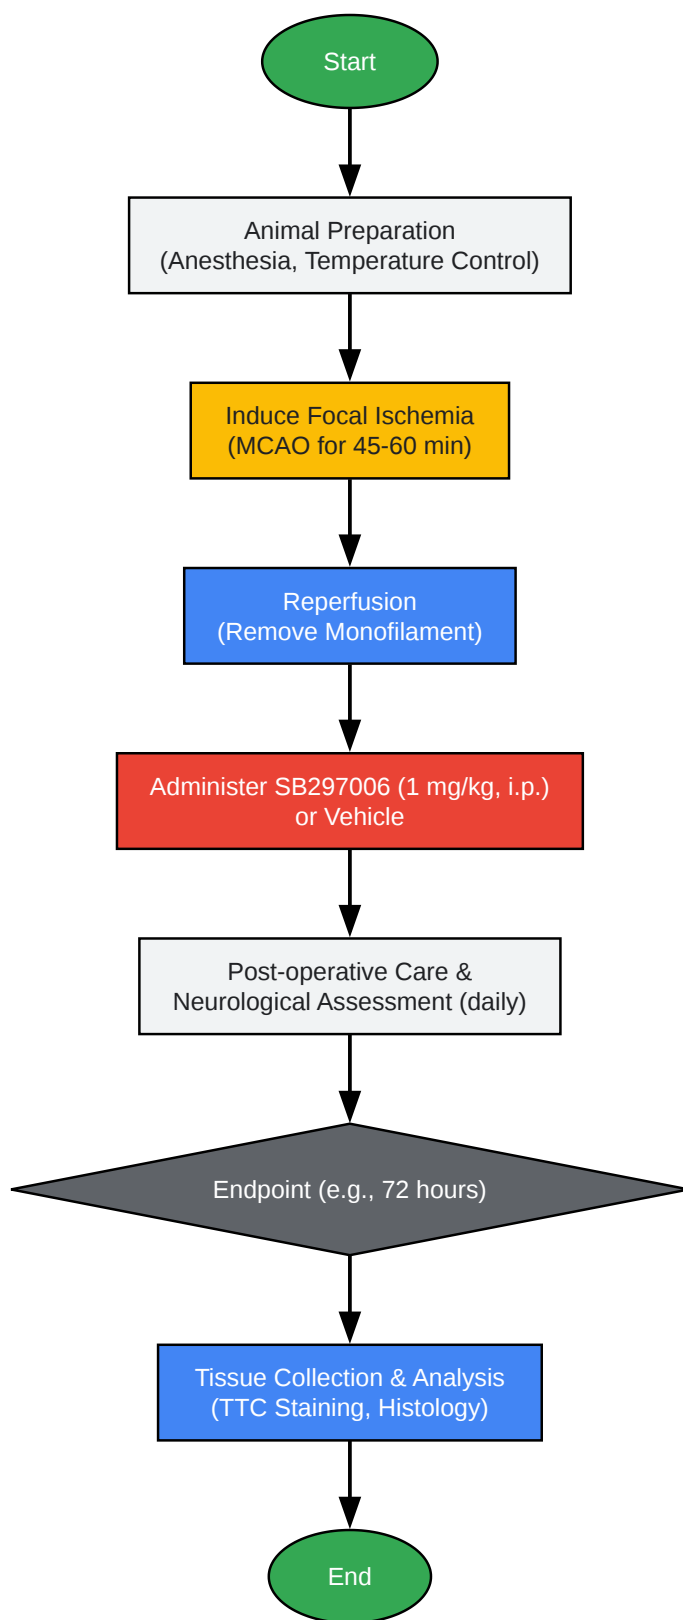 Start
Animal Preparation
(Anesthesia, Temperature Control)
Induce Focal Ischemia
(MCAO for 45-60 min)
Reperfusion
(Remove Monofilament)
Administer SB297006 (1 mg/kg, i.p.)
or Vehicle
Post-operative Care &
Neurological Assessment (daily)
Endpoint (e.g., 72 hours)
Tissue Collection & Analysis
(TTC Staining, Histology)
End